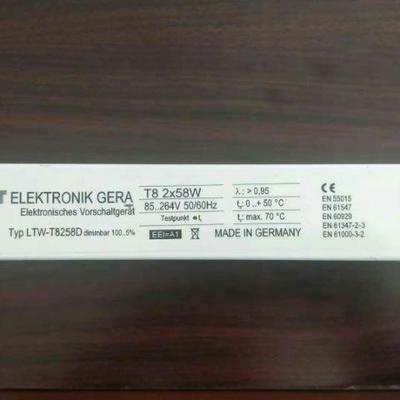 T ELEKTRONIK GERA
Elektronisches Vorschaltgerät
Typ LTW-T8258D dimmbar 100..5%
T8 2x58W
85..264V 50/60Hz
Testpunkt tc
EEI=A1
λ : > 0,95
ta: 0 .. + 50 °C
tc: max. 70 °C
MADE IN GERMANY
CE
EN 55015
EN 61547
EN 60929
EN 61347-2-3
EN 61000-3-2